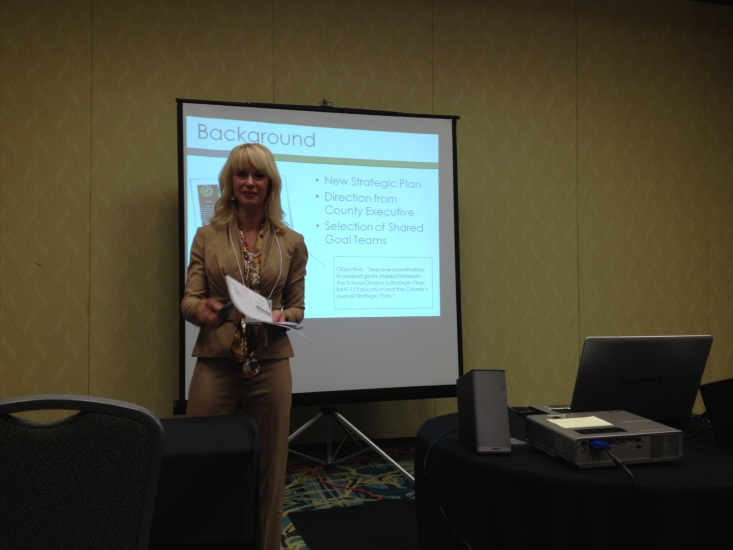 Background
• New Strategic Plan
• Direction from
County Executive
• Selection of Shared
Goal Teams
Objective: "Improve coordination
to support goals shared between
the School Division's Strategic Plan
for K-12 Education and the County's
overall Strategic Plan."